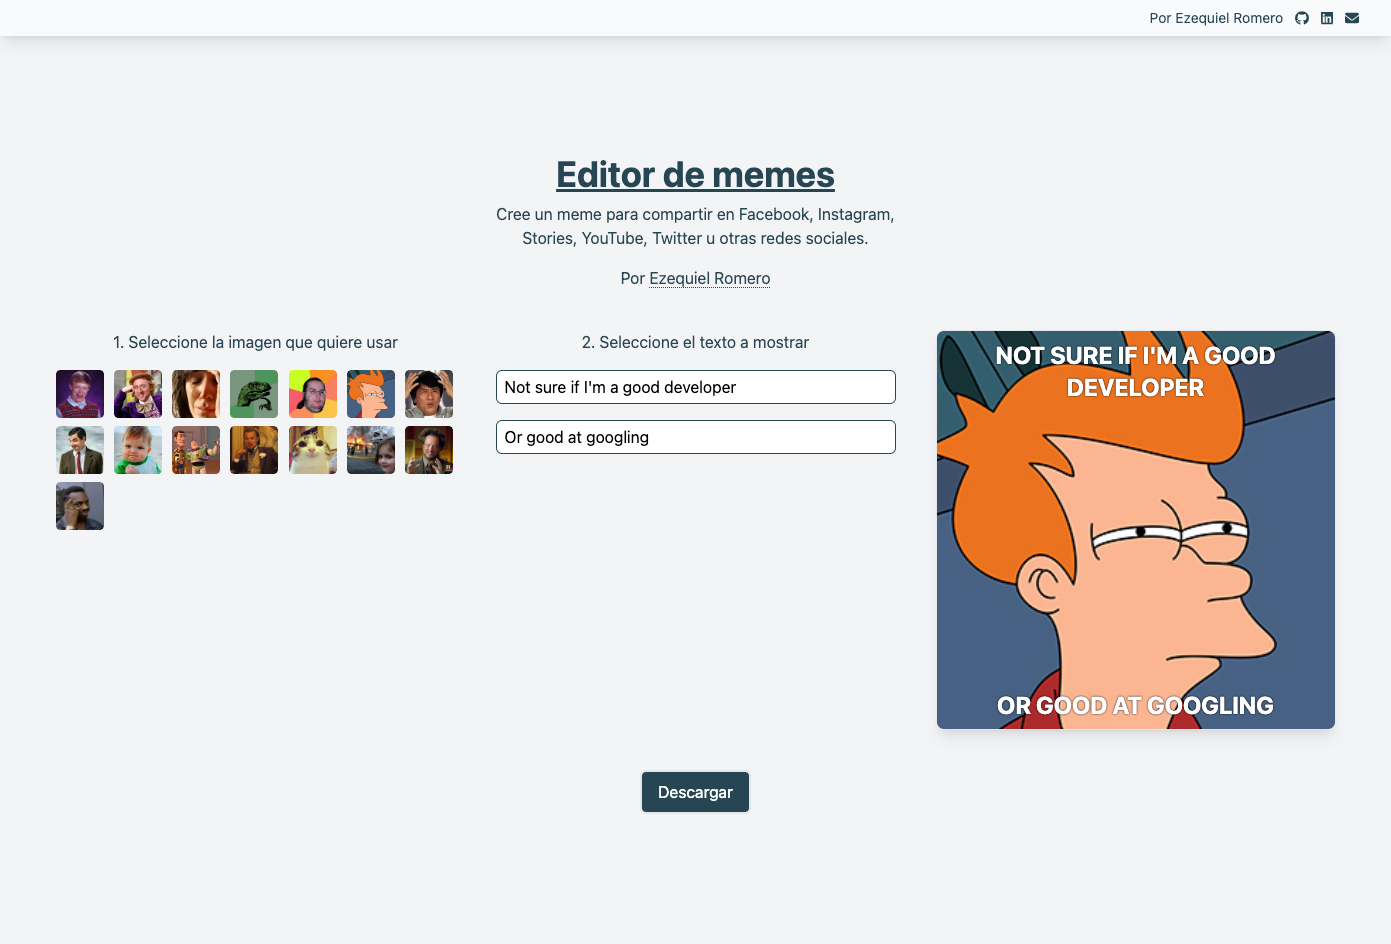 Por Ezequiel Romero
Editor de memes
Cree un meme para compartir en Facebook, Instagram,
Stories, YouTube, Twitter u otras redes sociales.
Por Ezequiel Romero
1. Seleccione la imagen que quiere usar
2. Seleccione el texto a mostrar
Not sure if I'm a good developer
Or good at googling
NOT SURE IF I'M A GOOD
DEVELOPER
OR GOOD AT GOOGLING
Descargar